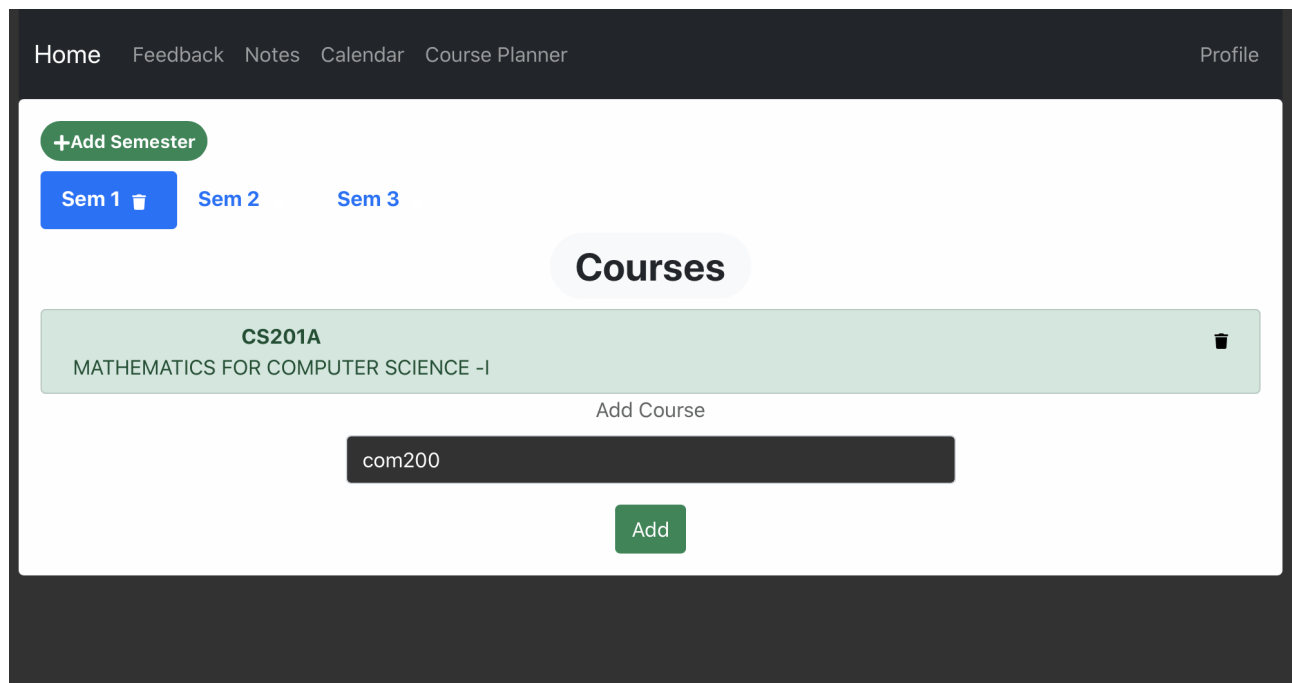 Home Feedback Notes Calendar Course Planner Profile
Add Semester
Sem 1 Sem 2 Sem 3
Courses
CS201A
MATHEMATICS FOR COMPUTER SCIENCE -I
Add Course
com200
Add